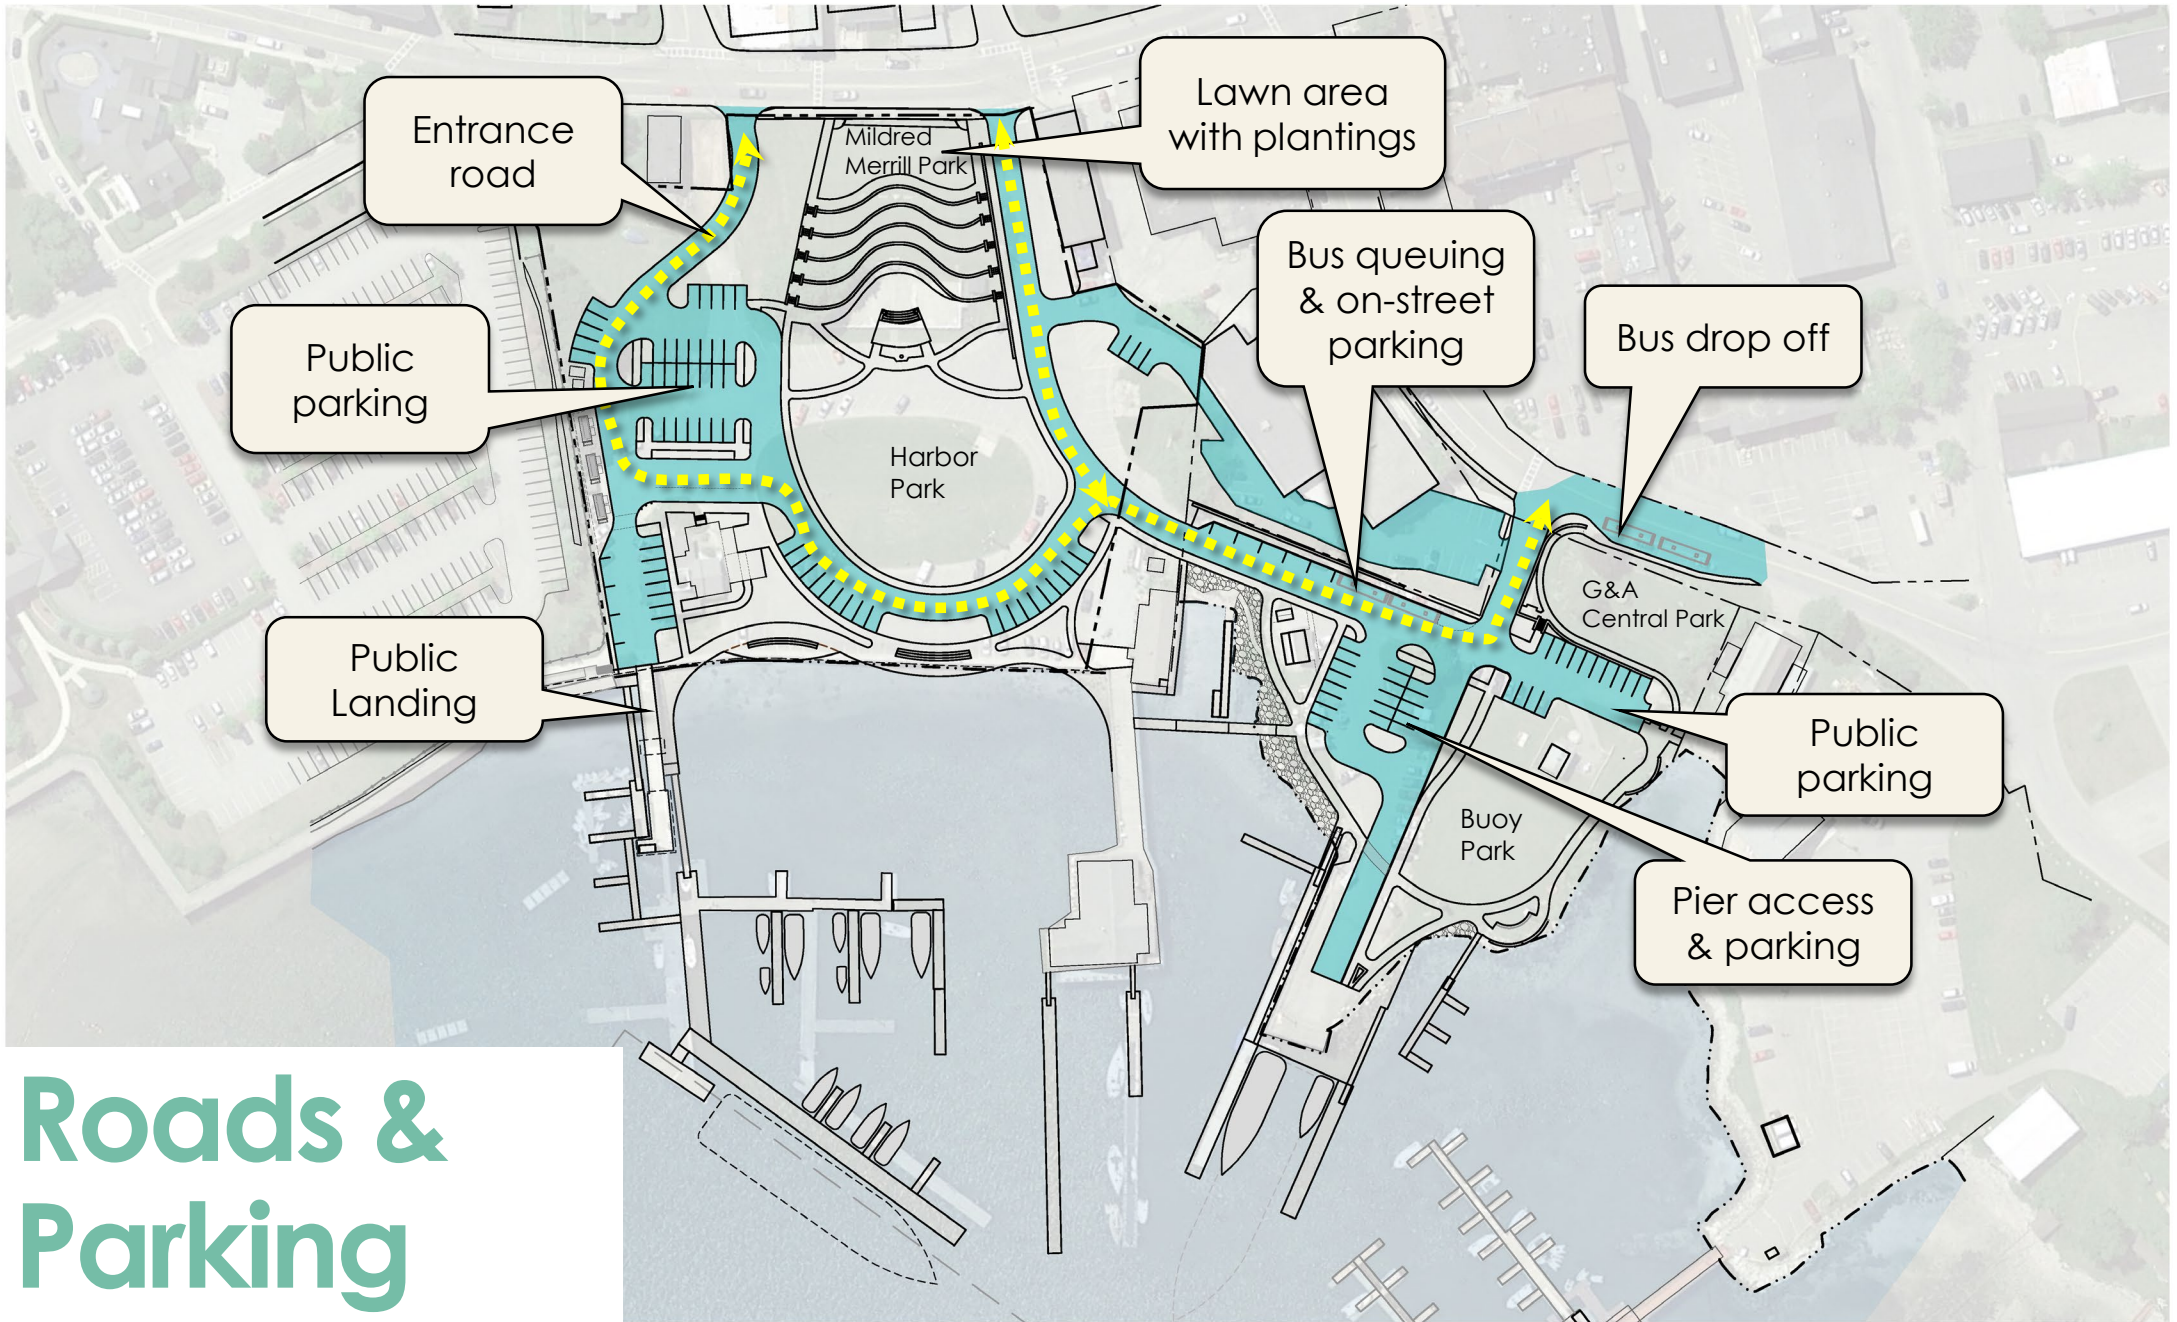 Entrance
road
Mildred
Merrill Park
Lawn area
with plantings
Bus queuing
& on-street
parking
Bus drop off
Public
parking
Harbor
Park
G&A
Central Park
Public
Landing
Public
parking
Buoy
Park
Pier access
& parking
Roads &
Parking